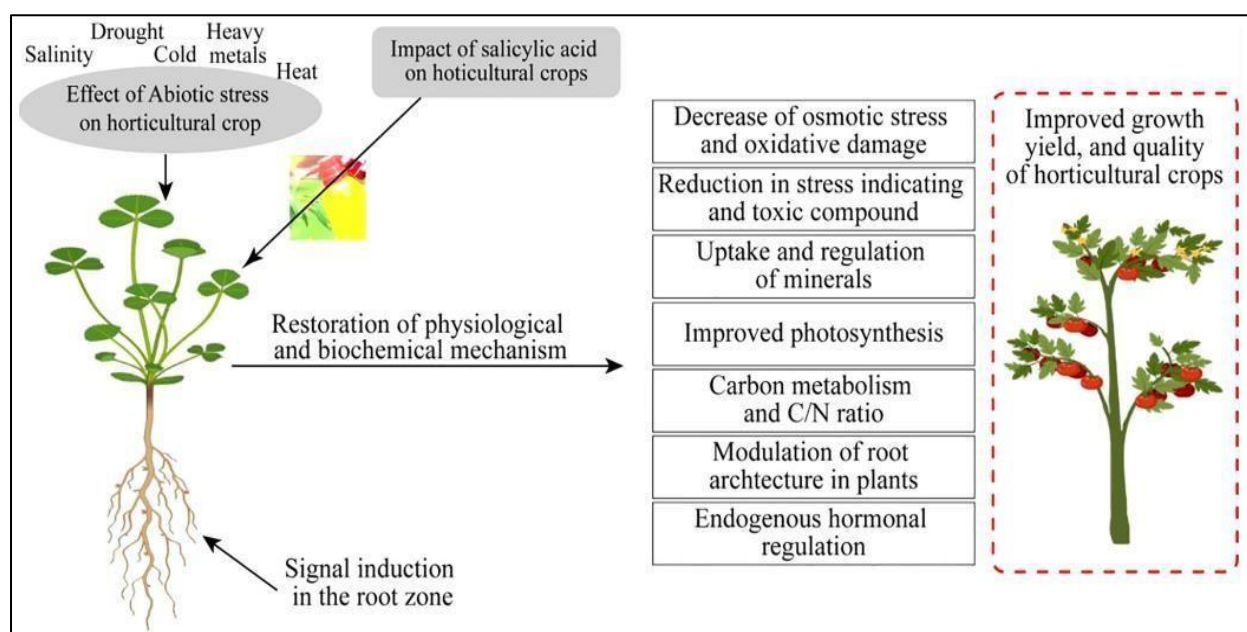 Drought
Heavy
metals
Salinity
Cold
Heat
Effect of Abiotic stress
on horticultural crop
Impact of salicylic acid
on hoticultural crops
Restoration of physiological
and biochemical mechanism
Signal induction
in the root zone
Decrease of osmotic stress
and oxidative damage
Reduction in stress indicating
and toxic compound
Uptake and regulation
of minerals
Improved photosynthesis
Carbon metabolism
and C/N ratio
Modulation of root
archtecture in plants
Endogenous hormonal
regulation
Improved growth
yield, and quality
of horticultural crops